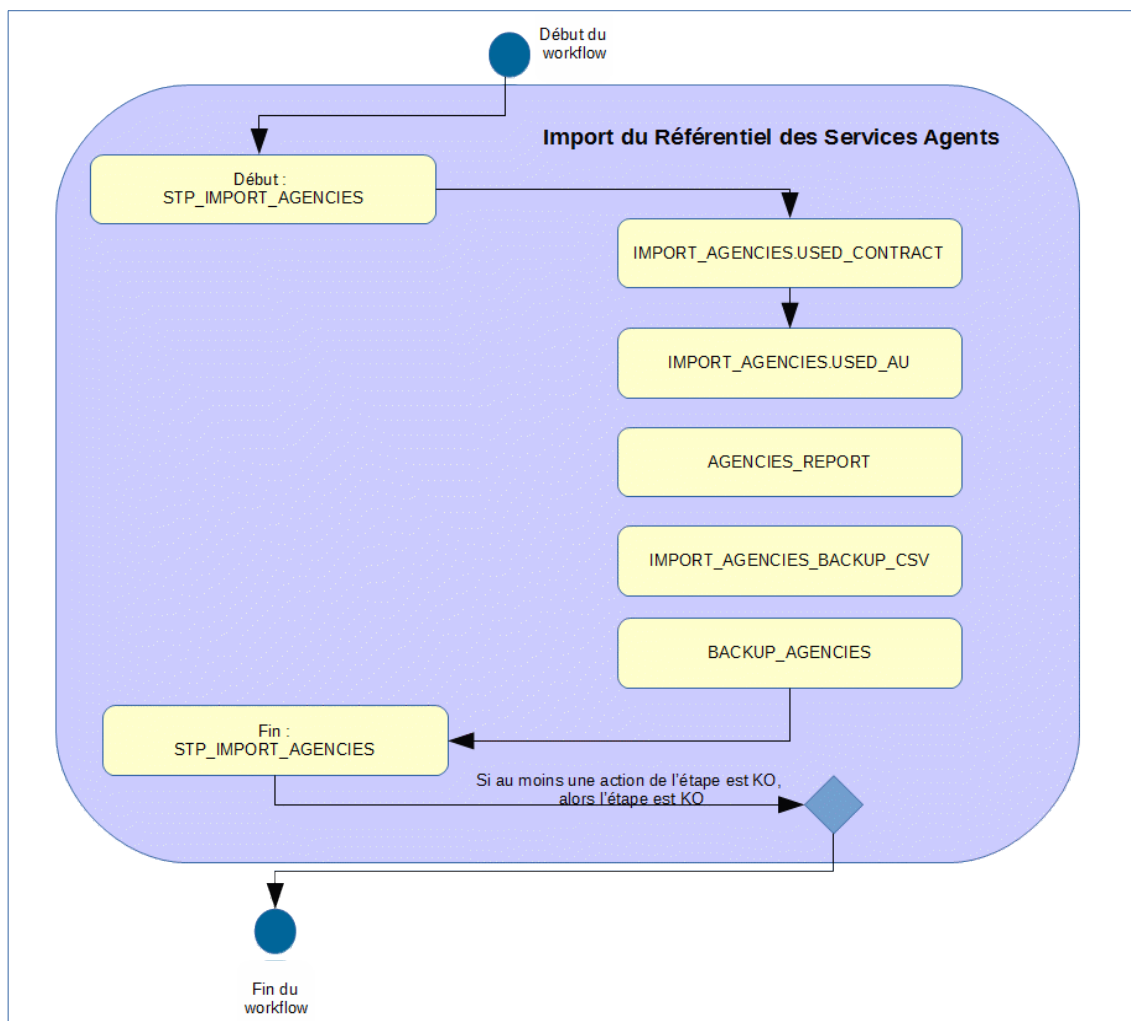 Début du
workflow
Import du Référentiel des Services Agents
Début :
STP_IMPORT_AGENCIES
IMPORT_AGENCIES.USED_CONTRACT
IMPORT_AGENCIES.USED_AU
AGENCIES_REPORT
IMPORT_AGENCIES_BACKUP_CSV
BACKUP_AGENCIES
Fin :
STP_IMPORT_AGENCIES
Si au moins une action de l'étape est KO,
alors l'étape est KO
Fin du
workflow